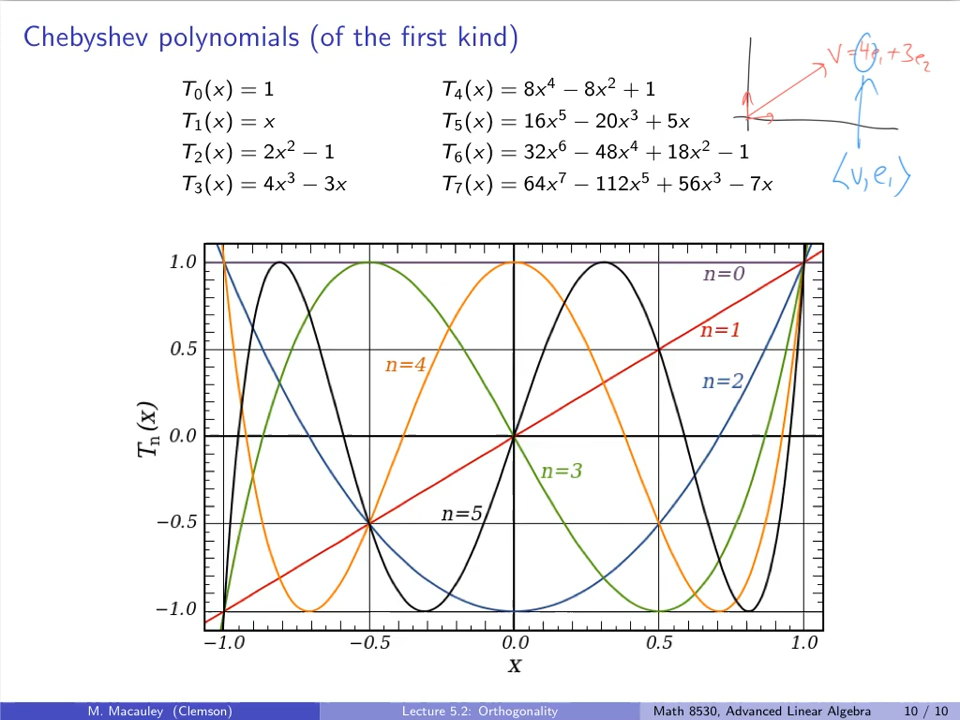 Chebyshev polynomials (of the first kind)
V = 4e₁ + 3e₂
T₀(x) = 1
T₄(x) = 8x⁴ − 8x² + 1
T₁(x) = x
T₅(x) = 16x⁵ − 20x³ + 5x
T₂(x) = 2x² − 1
T₆(x) = 32x⁶ − 48x⁴ + 18x² − 1
T₃(x) = 4x³ − 3x
T₇(x) = 64x⁷ − 112x⁵ + 56x³ − 7x
⟨v, e₁⟩
1.0
n=0
n=1
0.5
n=4
n=2
Tₙ(x)
0.0
n=3
n=5
−0.5
−1.0
−1.0 −0.5 0.0 0.5 1.0
x
M. Macauley (Clemson) Lecture 5.2: Orthogonality Math 8530, Advanced Linear Algebra 10 / 10